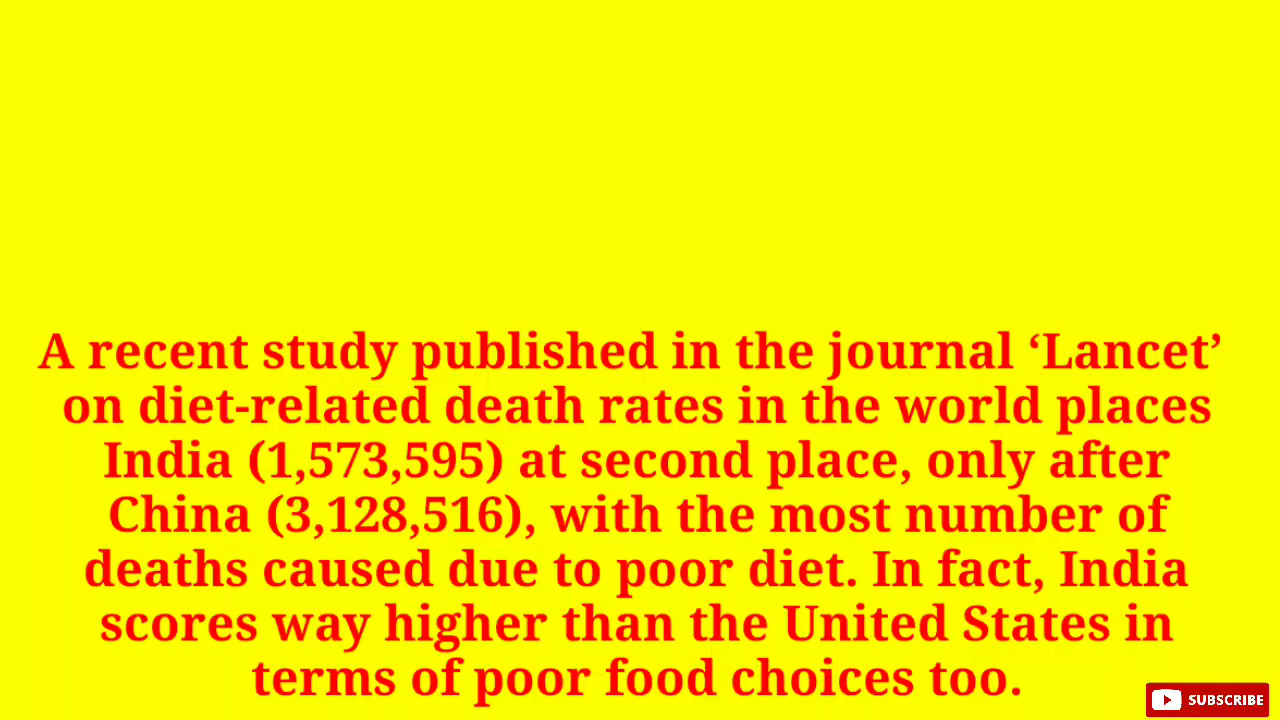 A recent study published in the journal ‘Lancet’
on diet-related death rates in the world places
India (1,573,595) at second place, only after
China (3,128,516), with the most number of
deaths caused due to poor diet. In fact, India
scores way higher than the United States in
terms of poor food choices too.
SUBSCRIBE